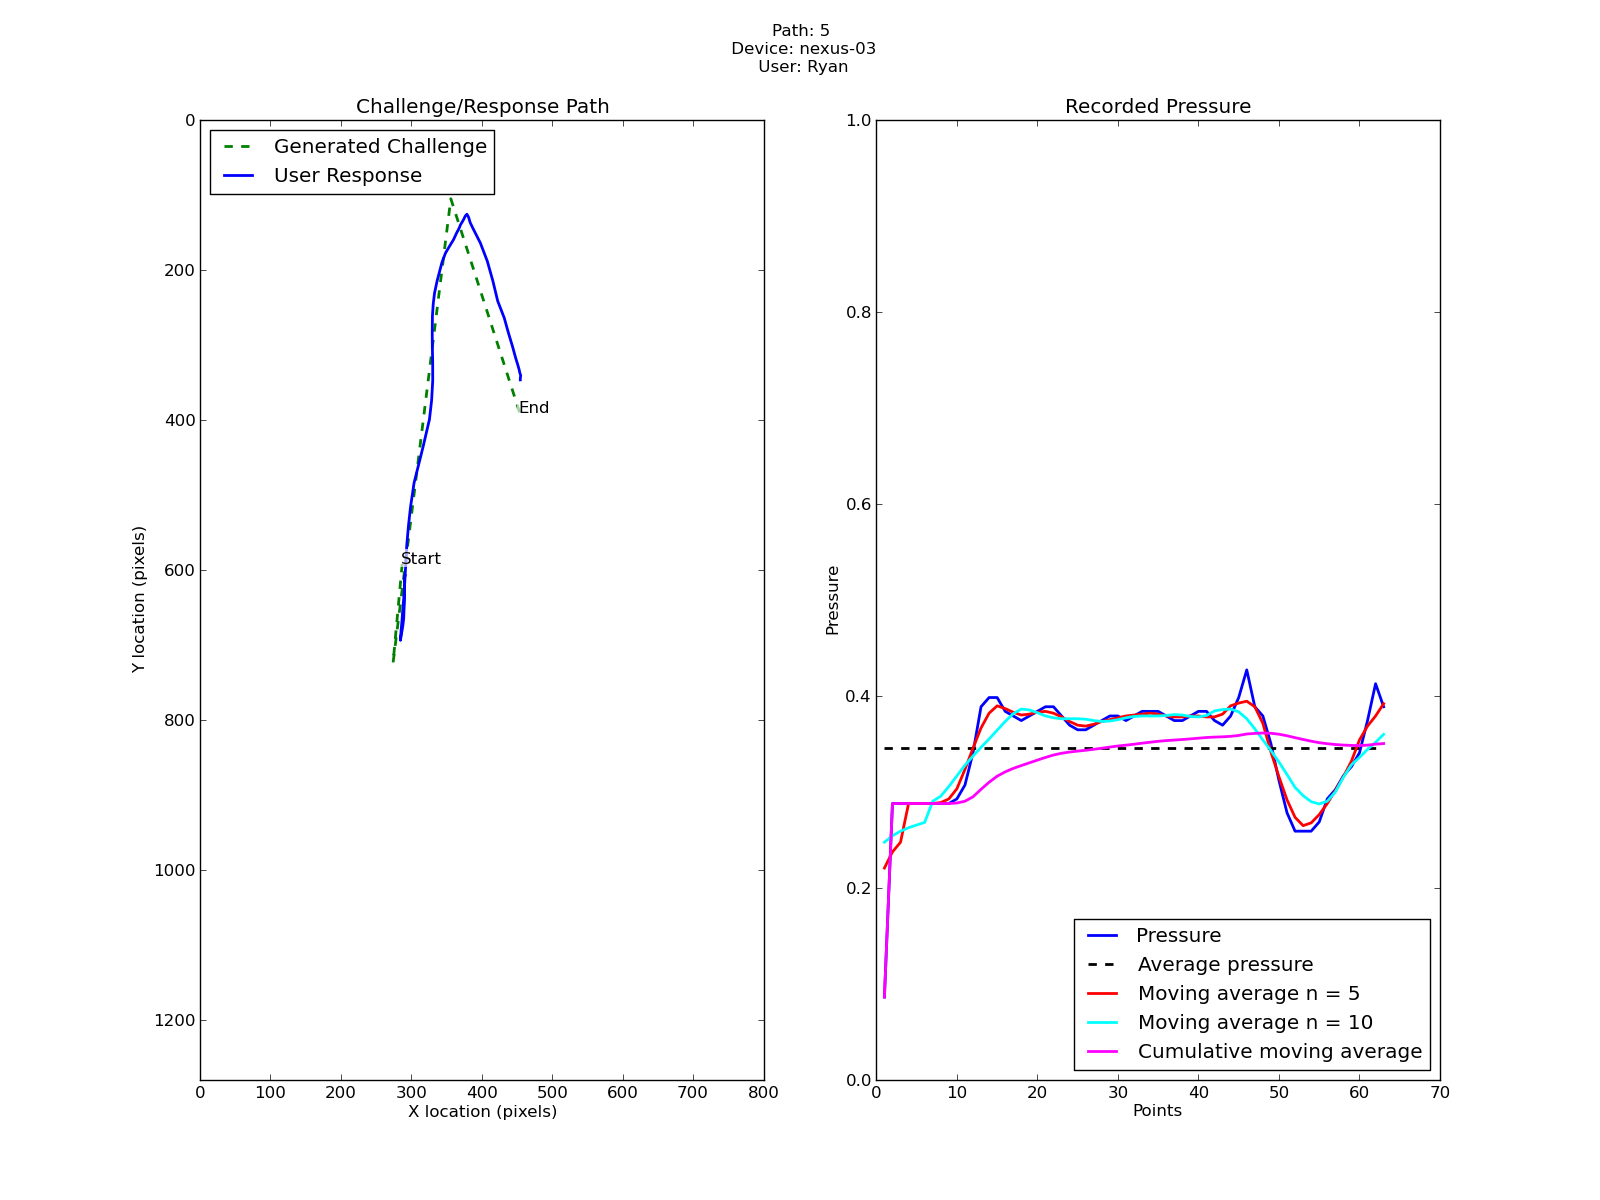 Path: 5
Device: nexus-03
User: Ryan
Challenge/Response Path
Generated Challenge
User Response
0
200
400
600
800
1000
1200
Y location (pixels)
Start
End
0 100 200 300 400 500 600 700 800
X location (pixels)
Recorded Pressure
1.0
0.8
0.6
0.4
0.2
0.0
Pressure
Pressure
Average pressure
Moving average n = 5
Moving average n = 10
Cumulative moving average
0 10 20 30 40 50 60 70
Points